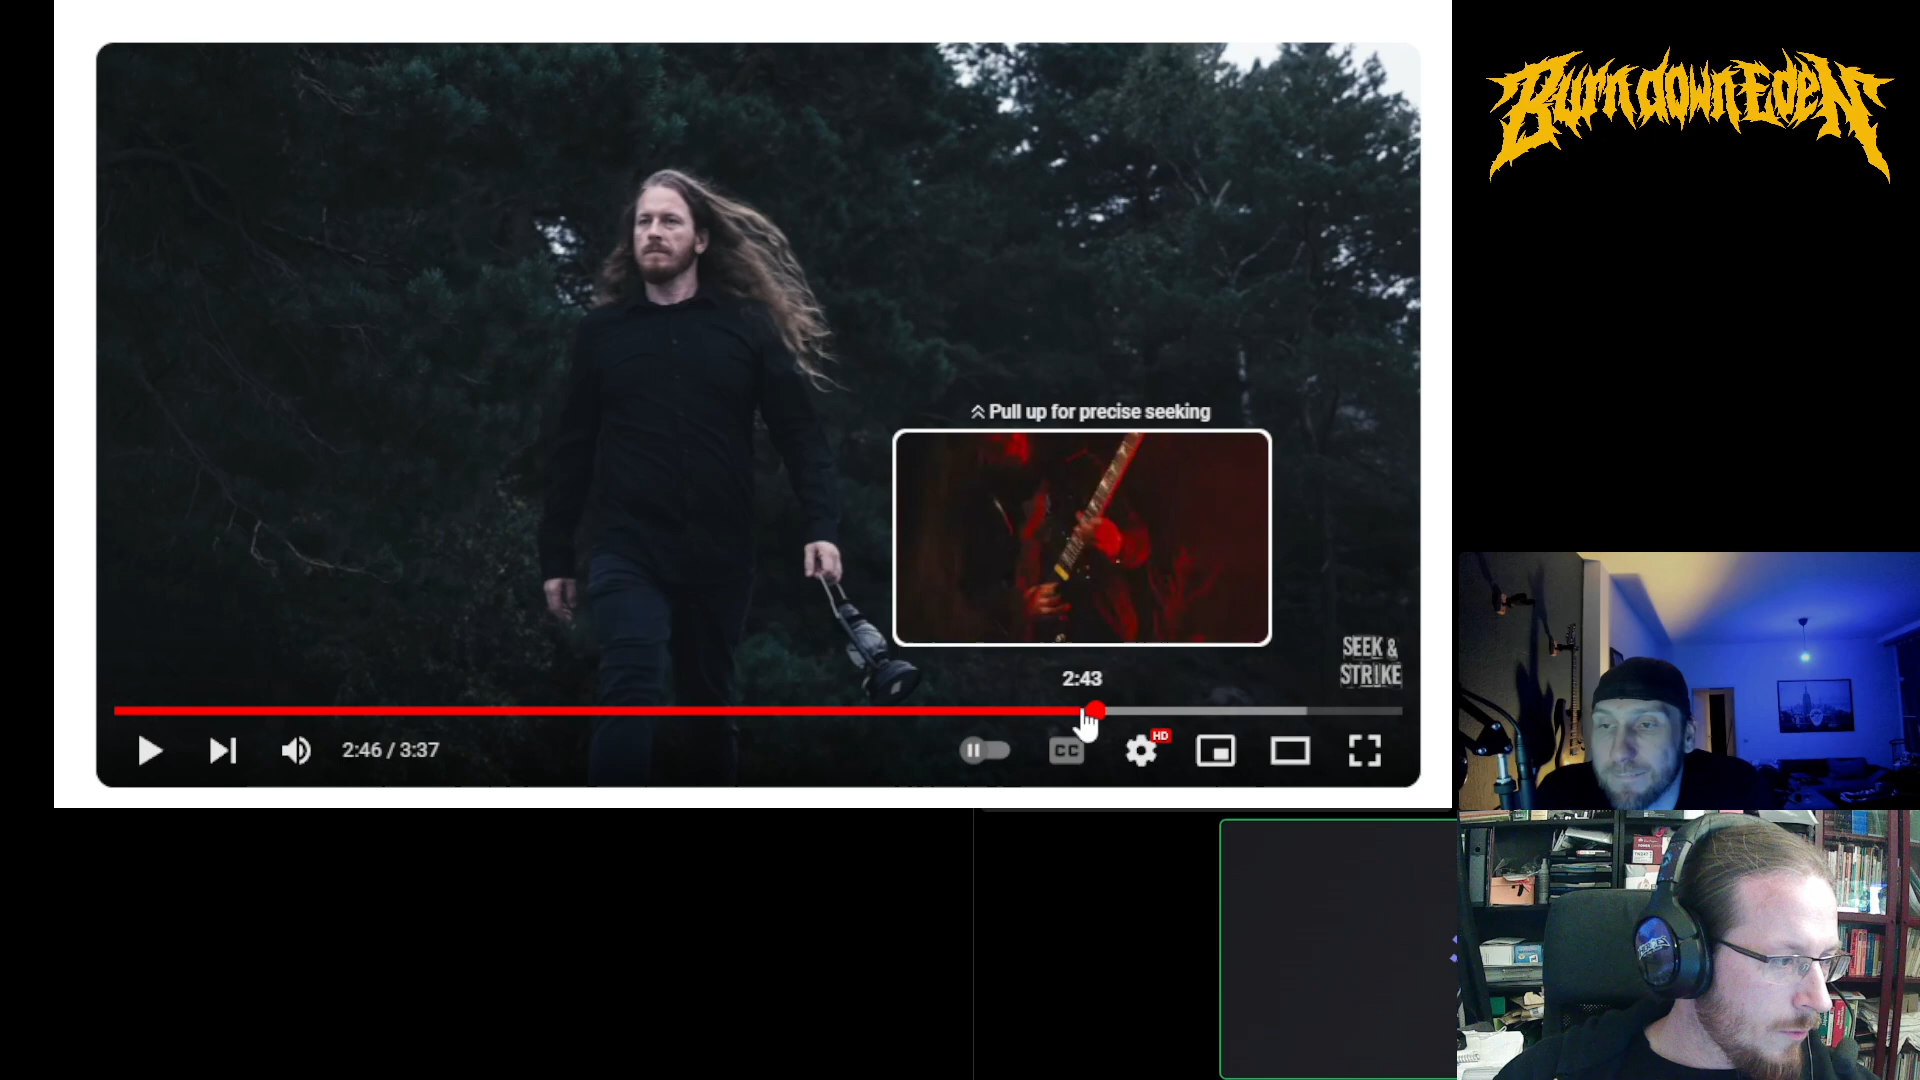 Burn down Eden
Pull up for precise seeking
SEEK &
STRIKE
2:43
2:46 / 3:37
CC
HD